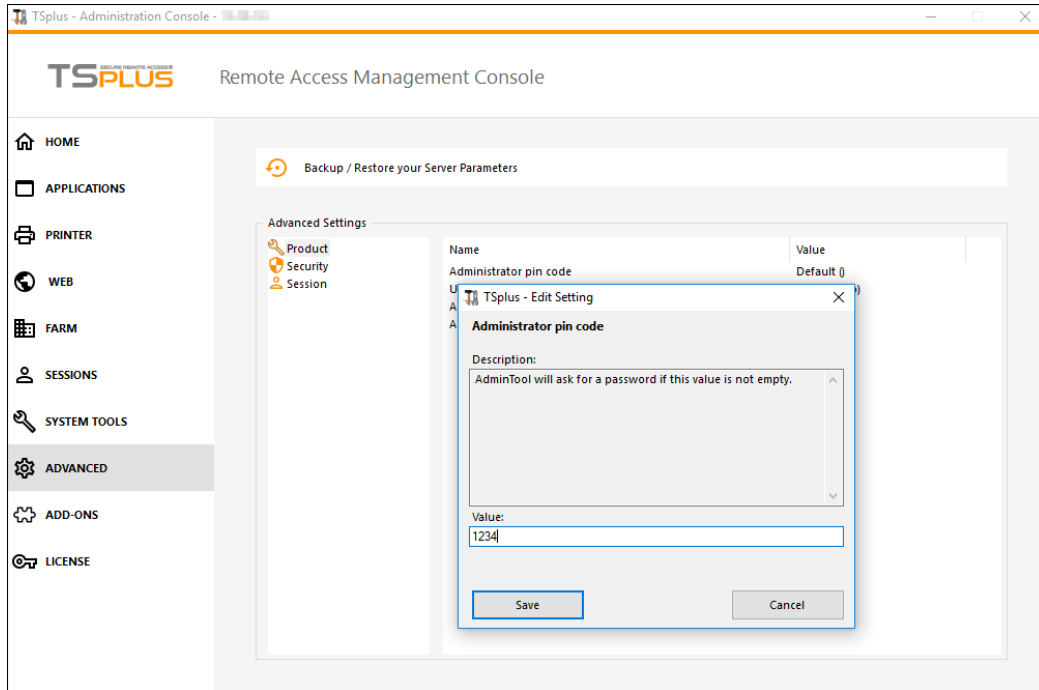 TSplus - Administration Console -
SECURE REMOTE ACCESS®
TSPLUS
Remote Access Management Console
HOME
APPLICATIONS
PRINTER
WEB
FARM
SESSIONS
SYSTEM TOOLS
ADVANCED
ADD-ONS
LICENSE
Backup / Restore your Server Parameters
Advanced Settings
Product
Security
Session
Name Value
Administrator pin code Default ()
U
A
A
TSplus - Edit Setting
Administrator pin code
Description:
AdminTool will ask for a password if this value is not empty.
Value:
1234
Save Cancel